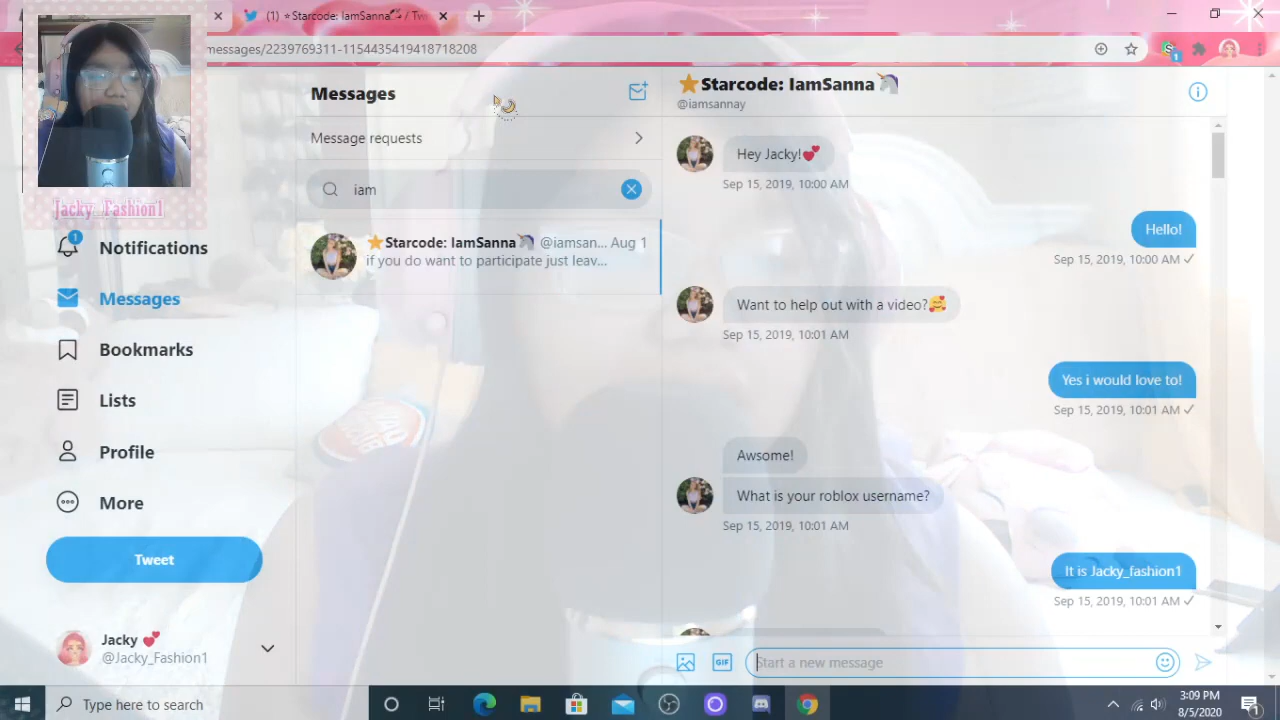 (1) ⭐Starcode: IamSanna🦄 / Tw
messages/2239769311-1154435419418718208
Jacky_Fashion1
1
Notifications
Messages
Bookmarks
Lists
Profile
More
Tweet
Jacky 💕
@Jacky_Fashion1
Messages
Message requests
iam
⭐Starcode: IamSanna🦄 @iamsan... Aug 1
if you do want to participate just leav...
⭐Starcode: IamSanna🦄
@iamsannay
Hey Jacky!💕
Sep 15, 2019, 10:00 AM
Hello!
Sep 15, 2019, 10:00 AM ✓
Want to help out with a video?🥰
Sep 15, 2019, 10:01 AM
Yes i would love to!
Sep 15, 2019, 10:01 AM ✓
Awsome!
What is your roblox username?
Sep 15, 2019, 10:01 AM
It is Jacky_fashion1
Sep 15, 2019, 10:01 AM ✓
GIF
Start a new message
Type here to search
3:09 PM
8/5/2020